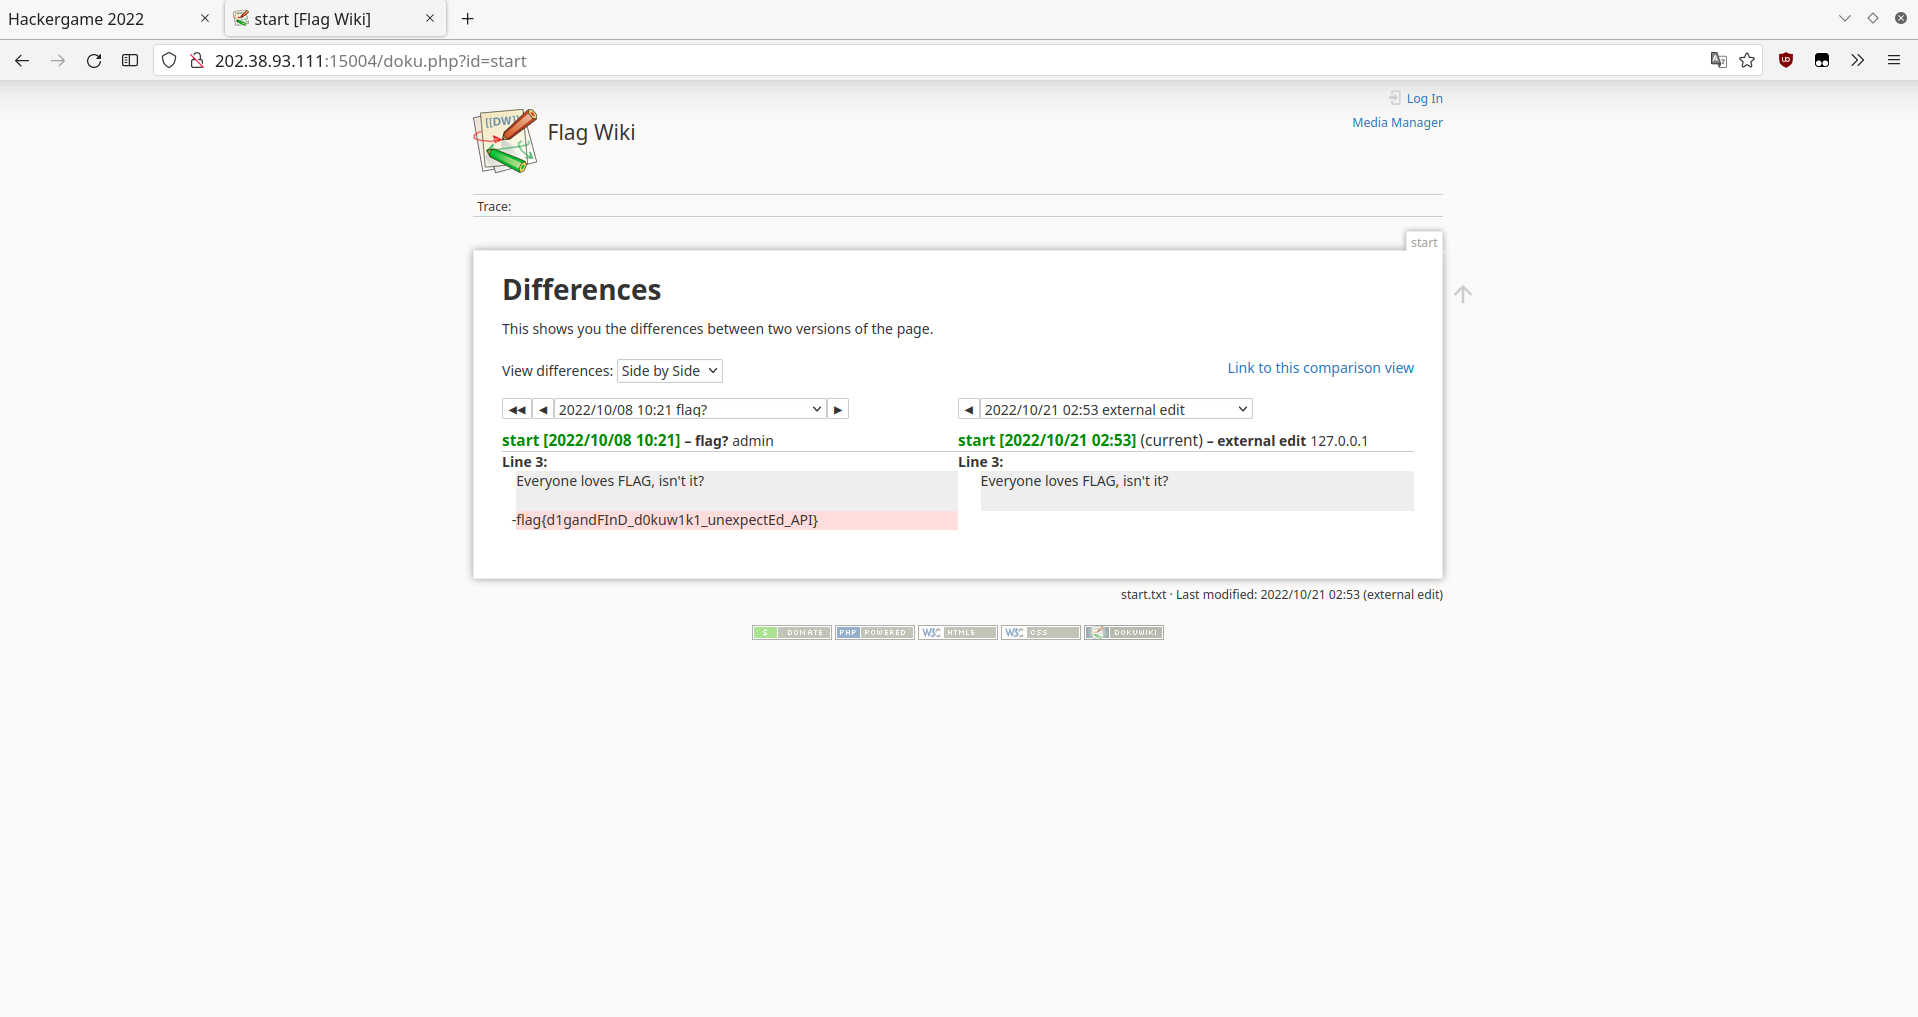 Hackergame 2022
start [Flag Wiki]
202.38.93.111:15004/doku.php?id=start
Log In
[[DW]]
Flag Wiki
Media Manager
Trace:
start
Differences
This shows you the differences between two versions of the page.
View differences: Side by Side
Link to this comparison view
2022/10/08 10:21 flag?
2022/10/21 02:53 external edit
start [2022/10/08 10:21] – flag? admin
start [2022/10/21 02:53] (current) – external edit 127.0.0.1
Line 3:
Line 3:
Everyone loves FLAG, isn't it?
Everyone loves FLAG, isn't it?
-flag{d1gandFInD_d0kuw1k1_unexpectEd_API}
start.txt · Last modified: 2022/10/21 02:53 (external edit)
$ DONATE
PHP POWERED
W3C HTML5
W3C CSS
DOKUWIKI